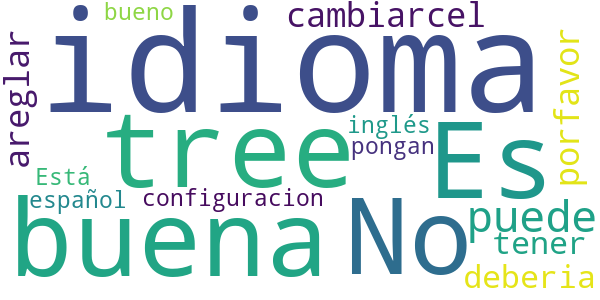 bueno
cambiarcel
idioma
areglar
porfavor
tree
inglés
pongan
Es
Está
español
configuracion
buena
No
puede
tener
deberia